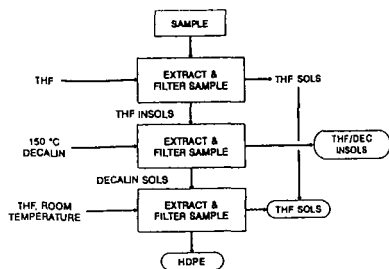 SAMPLE
THF
EXTRACT &
FILTER SAMPLE
THF SOLS
THF INSOLS
150 °C
DECALIN
EXTRACT &
FILTER SAMPLE
THF/DEC
INSOLS
DECALIN SOLS
THF, ROOM
TEMPERATURE
EXTRACT &
FILTER SAMPLE
THF SOLS
HDPE